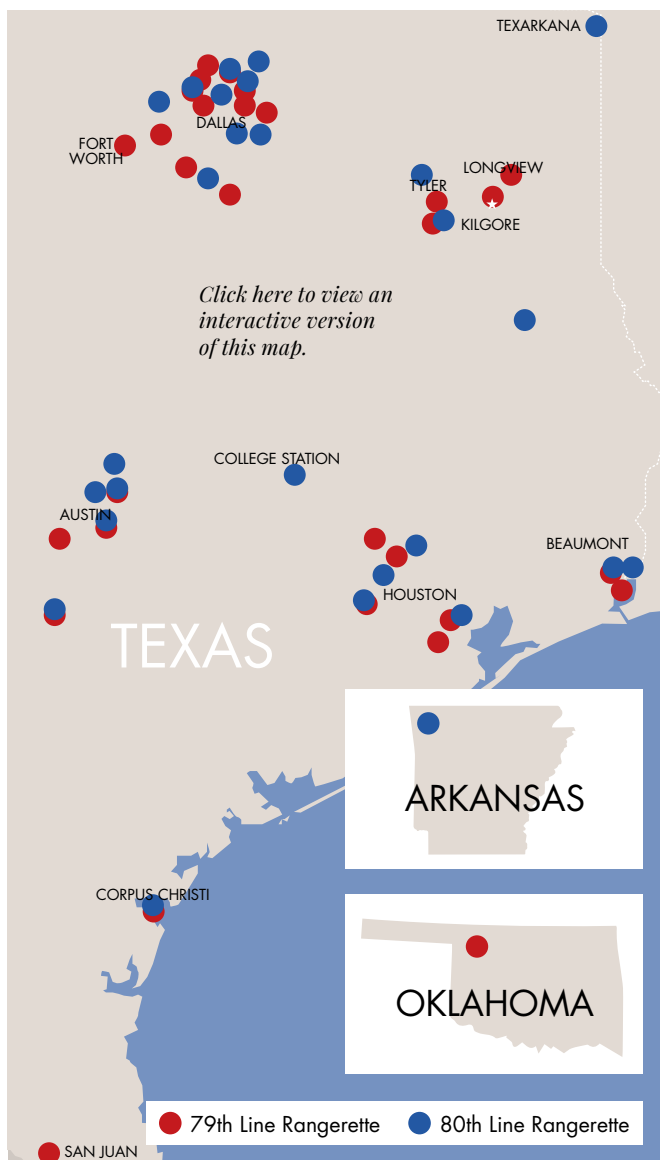 TEXARKANA
DALLAS
FORT
WORTH
LONGVIEW
TYLER
KILGORE
Click here to view an
interactive version
of this map.
COLLEGE STATION
AUSTIN
BEAUMONT
HOUSTON
TEXAS
ARKANSAS
CORPUS CHRISTI
OKLAHOMA
79th Line Rangerette
80th Line Rangerette
SAN JUAN